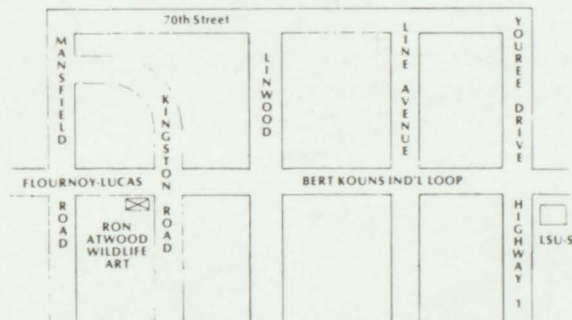 70th Street
MANSFIELD
ROAD
KINGSTON ROAD
LINWOOD
LINE AVENUE
YOUREE DRIVE
FLOURNOY-LUCAS
BERT KOUNS IND'L LOOP
RON
ATWOOD
WILDLIFE
ART
HIGHWAY 1
LSU-S